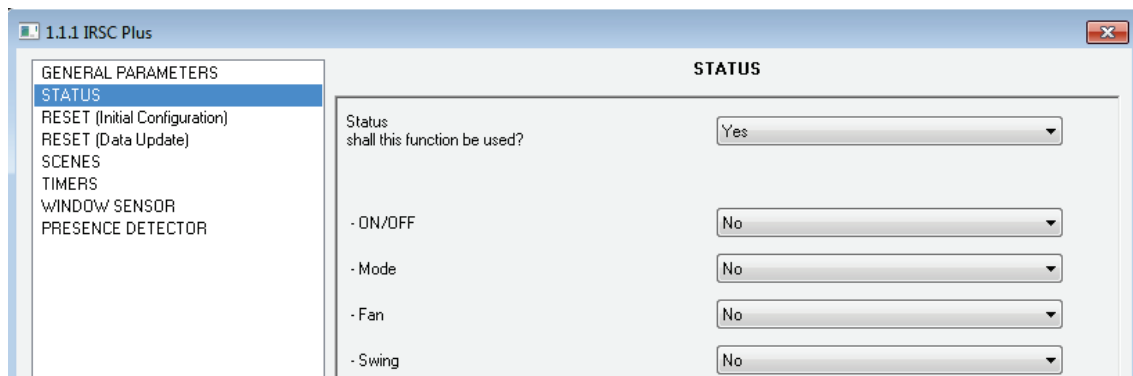 1.1.1 IRSC Plus
GENERAL PARAMETERS
STATUS
RESET (Initial Configuration)
RESET (Data Update)
SCENES
TIMERS
WINDOW SENSOR
PRESENCE DETECTOR
STATUS
Status
shall this function be used?
Yes
- ON/OFF
No
- Mode
No
- Fan
No
- Swing
No